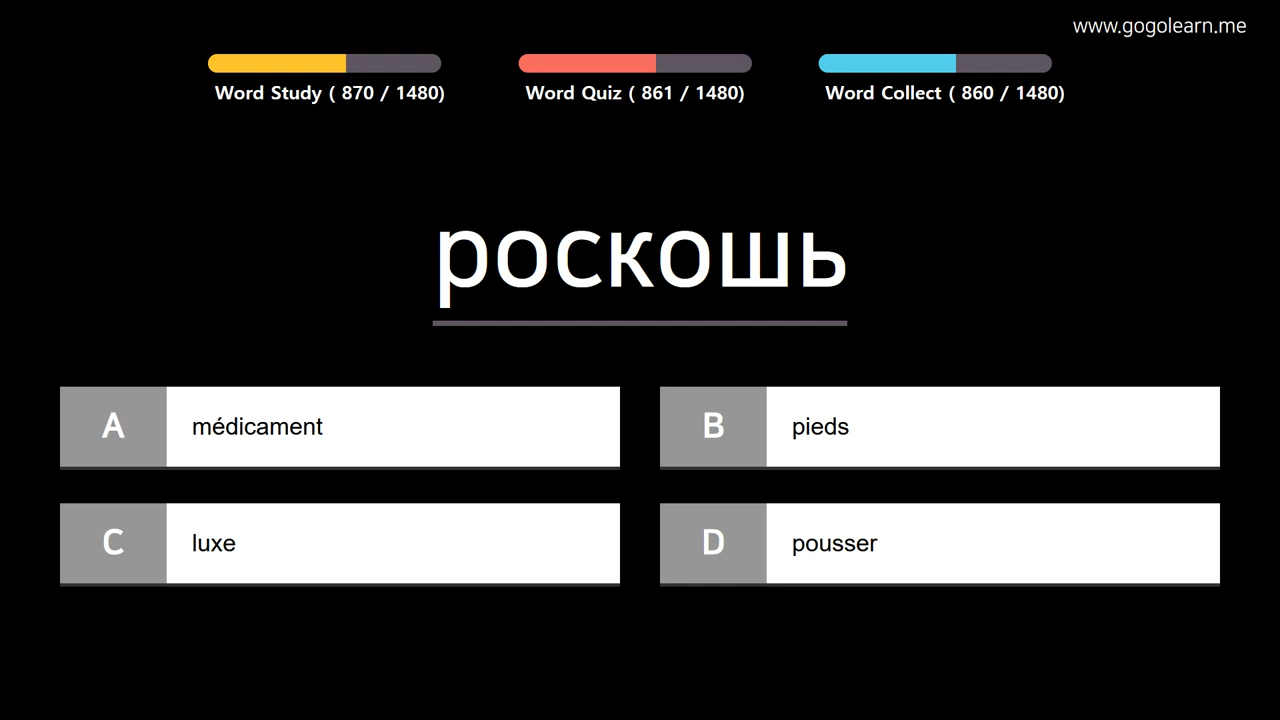 www.gogolearn.me
Word Study ( 870 / 1480)
Word Quiz ( 861 / 1480)
Word Collect ( 860 / 1480)
роскошь
A médicament
B pieds
C luxe
D pousser